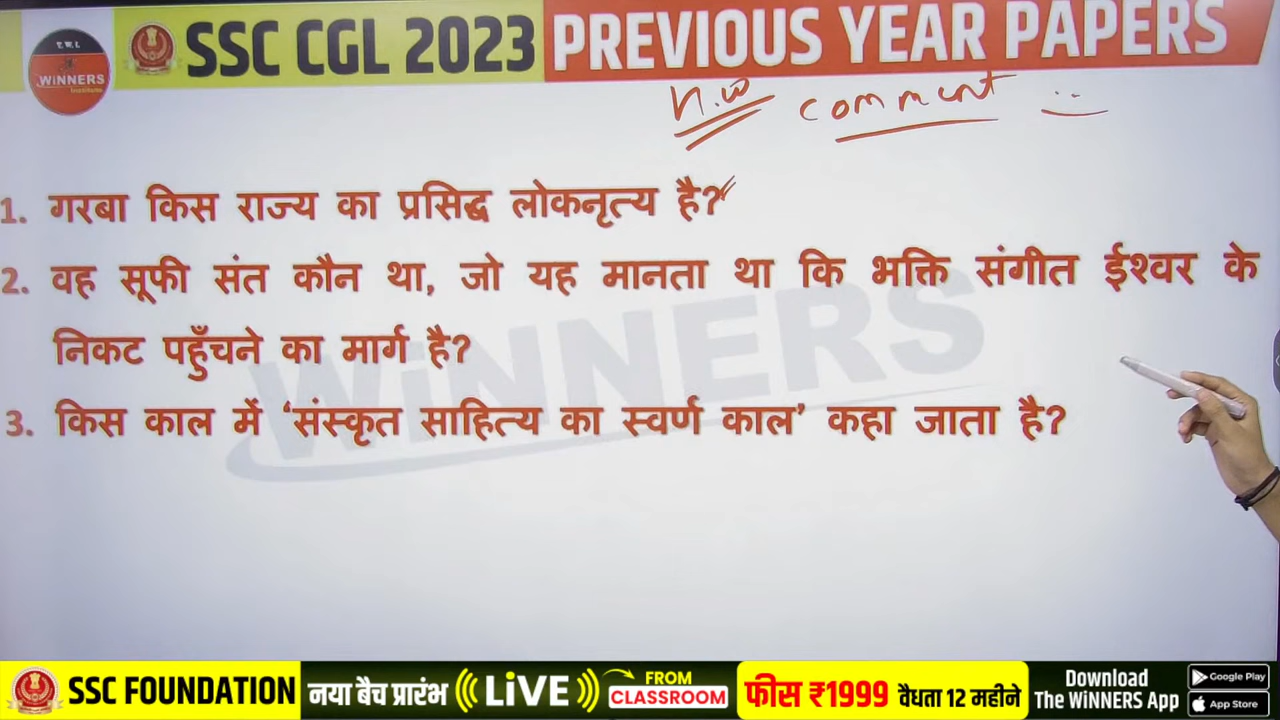 ए. W. I.
WiNNERS
Institute
SSC CGL 2023
PREVIOUS YEAR PAPERS
H.W comment
1. गरबा किस राज्य का प्रसिद्ध लोकनृत्य है?
2. वह सूफी संत कौन था, जो यह मानता था कि भक्ति संगीत ईश्वर के
निकट पहुँचने का मार्ग है?
3. किस काल में ‘संस्कृत साहित्य का स्वर्ण काल’ कहा जाता है?
WiNNERS
SSC FOUNDATION
नया बैच प्रारंभ
LiVE
FROM
CLASSROOM
फीस ₹1999 वैधता 12 महीने
Download
The WiNNERS App
Google Play
App Store